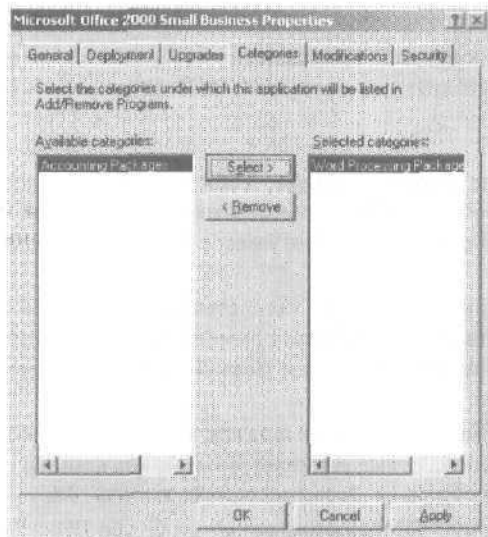 Microsoft Office 2000 Small Business Properties
General Deployment Upgrades Categories Modifications Security
Select the categories under which this application will be listed in
Add/Remove Programs.
Available categories: Selected categories:
Accounting Packages Select > Word Processing Package
< Remove
OK Cancel Apply